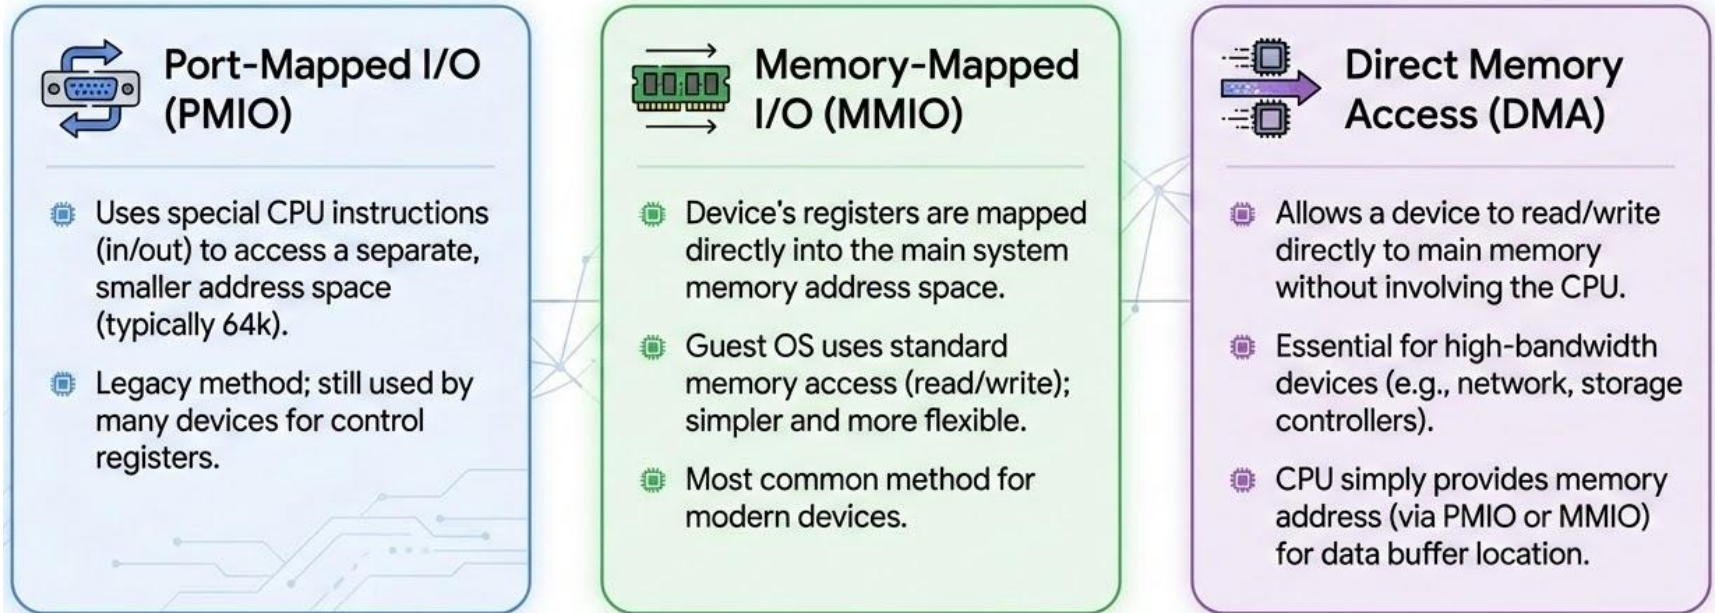 Port-Mapped I/O
(PMIO)
Uses special CPU instructions
(in/out) to access a separate,
smaller address space
(typically 64k).
Legacy method; still used by
many devices for control
registers.
Memory-Mapped
I/O (MMIO)
Device's registers are mapped
directly into the main system
memory address space.
Guest OS uses standard
memory access (read/write);
simpler and more flexible.
Most common method for
modern devices.
Direct Memory
Access (DMA)
Allows a device to read/write
directly to main memory
without involving the CPU.
Essential for high-bandwidth
devices (e.g., network, storage
controllers).
CPU simply provides memory
address (via PMIO or MMIO)
for data buffer location.